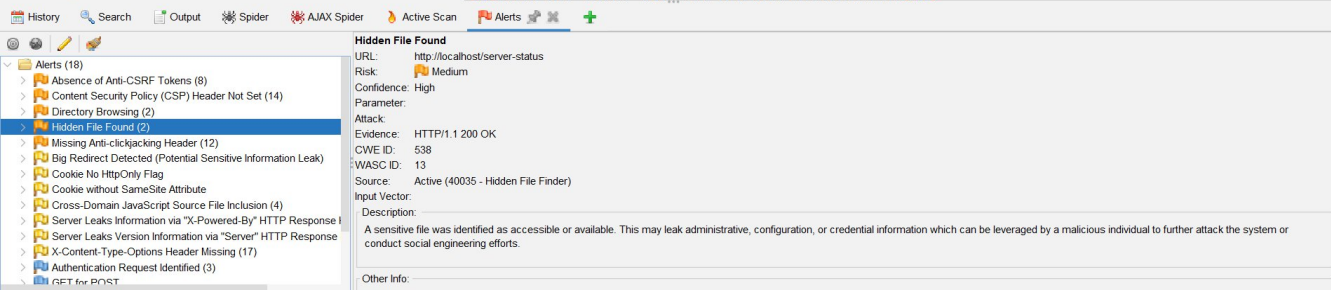 History Search Output Spider AJAX Spider Active Scan Alerts
Alerts (18)
Absence of Anti-CSRF Tokens (8)
Content Security Policy (CSP) Header Not Set (14)
Directory Browsing (2)
Hidden File Found (2)
Missing Anti-clickjacking Header (12)
Big Redirect Detected (Potential Sensitive Information Leak)
Cookie No HttpOnly Flag
Cookie without SameSite Attribute
Cross-Domain JavaScript Source File Inclusion (4)
Server Leaks Information via "X-Powered-By" HTTP Response
Server Leaks Version Information via "Server" HTTP Response
X-Content-Type-Options Header Missing (17)
Authentication Request Identified (3)
GET for POST
Hidden File Found
URL: http://localhost/server-status
Risk: Medium
Confidence: High
Parameter:
Attack:
Evidence: HTTP/1.1 200 OK
CWE ID: 538
WASC ID: 13
Source: Active (40035 - Hidden File Finder)
Input Vector:
Description:
A sensitive file was identified as accessible or available. This may leak administrative, configuration, or credential information which can be leveraged by a malicious individual to further attack the system or
conduct social engineering efforts.
Other Info: